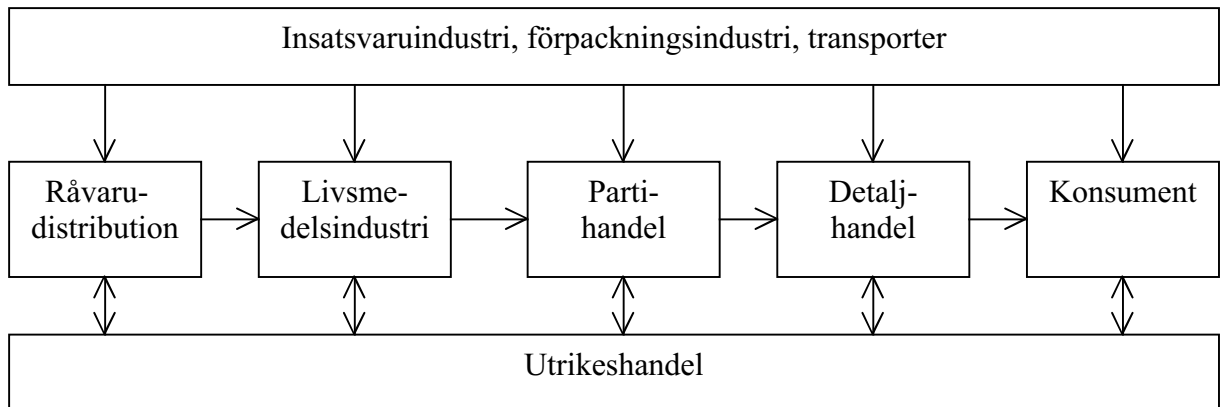 Insatsvaruindustri, förpackningsindustri, transporter
Råvaru-
distribution
Livsme-
delsindustri
Parti-
handel
Detalj-
handel
Konsument
Utrikeshandel